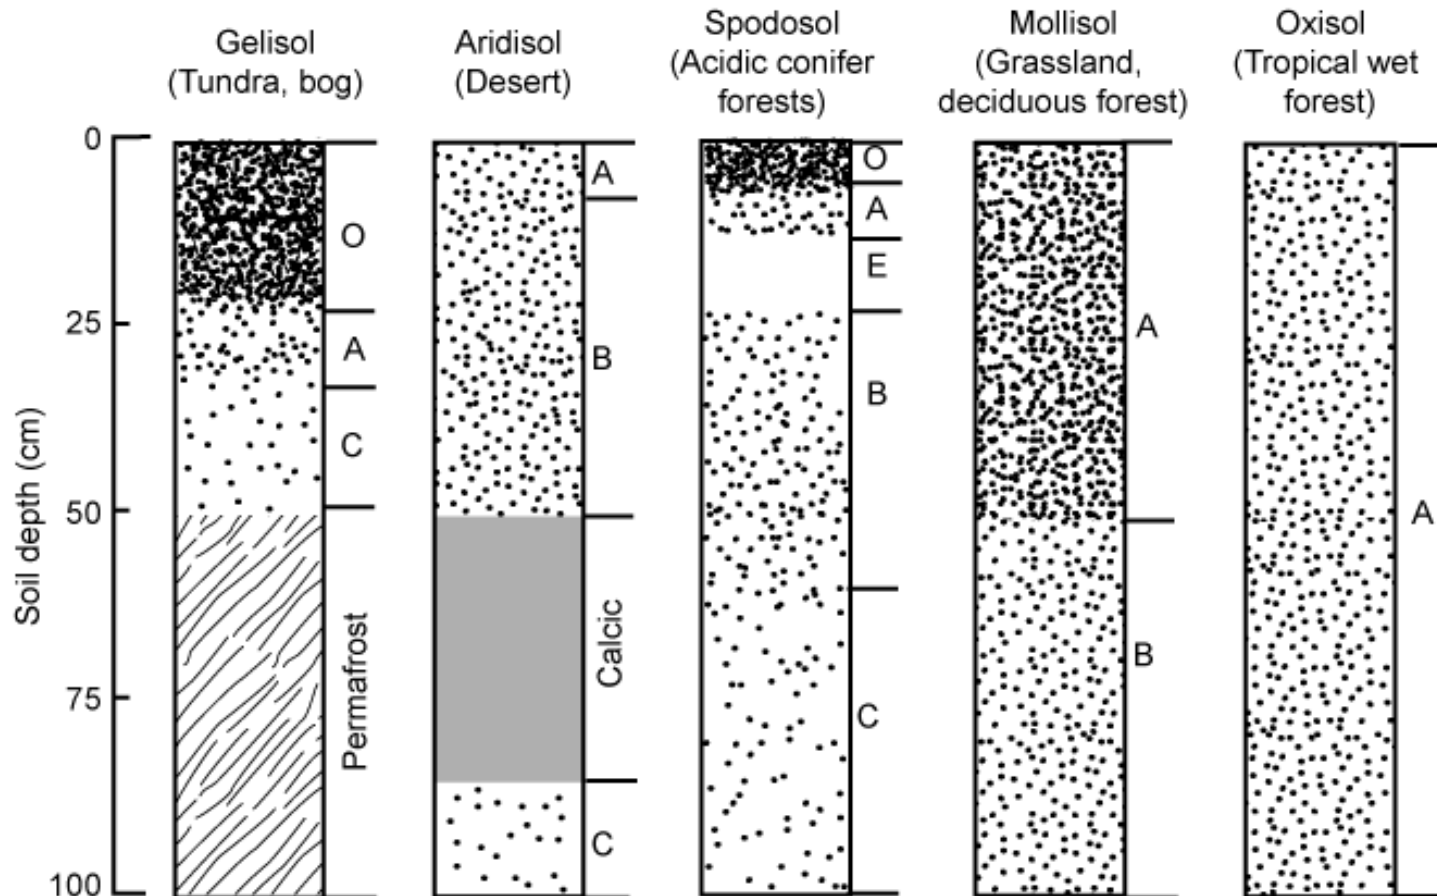 Gelisol
(Tundra, bog)
Aridisol
(Desert)
Spodosol
(Acidic conifer
forests)
Mollisol
(Grassland,
deciduous forest)
Oxisol
(Tropical wet
forest)
Soil depth (cm)
0
25
50
75
100
O
A
C
Permafrost
A
B
Calcic
C
O
A
E
B
C
A
B
A